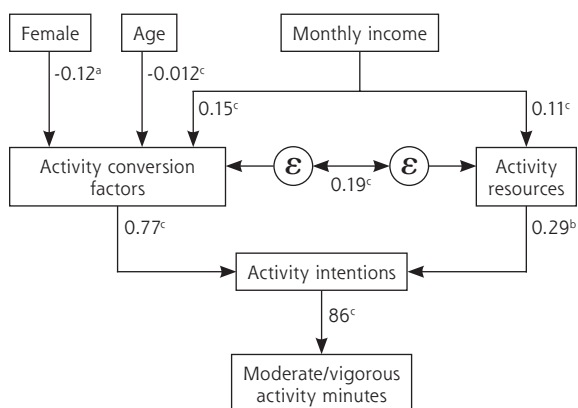 Female
Age
Monthly income
-0.12ᵃ
-0.012ᶜ
0.15ᶜ
0.11ᶜ
Activity conversion
factors
ε
ε
0.19ᶜ
Activity
resources
0.77ᶜ
0.29ᵇ
Activity intentions
86ᶜ
Moderate/vigorous
activity minutes